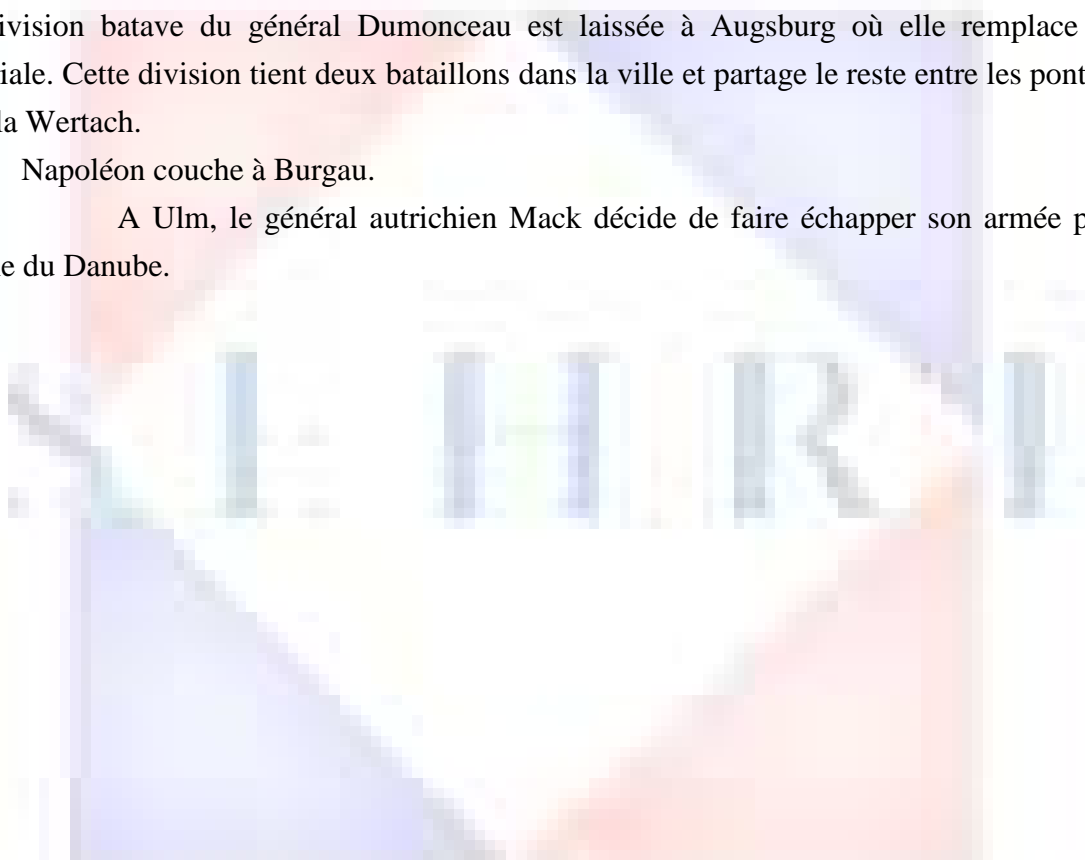 ivision batave du général Dumonceau est laissée à Augsburg où elle remplace
iale. Cette division tient deux bataillons dans la ville et partage le reste entre les pont
la Wertach.
Napoléon couche à Burgau.
A Ulm, le général autrichien Mack décide de faire échapper son armée p
e du Danube.